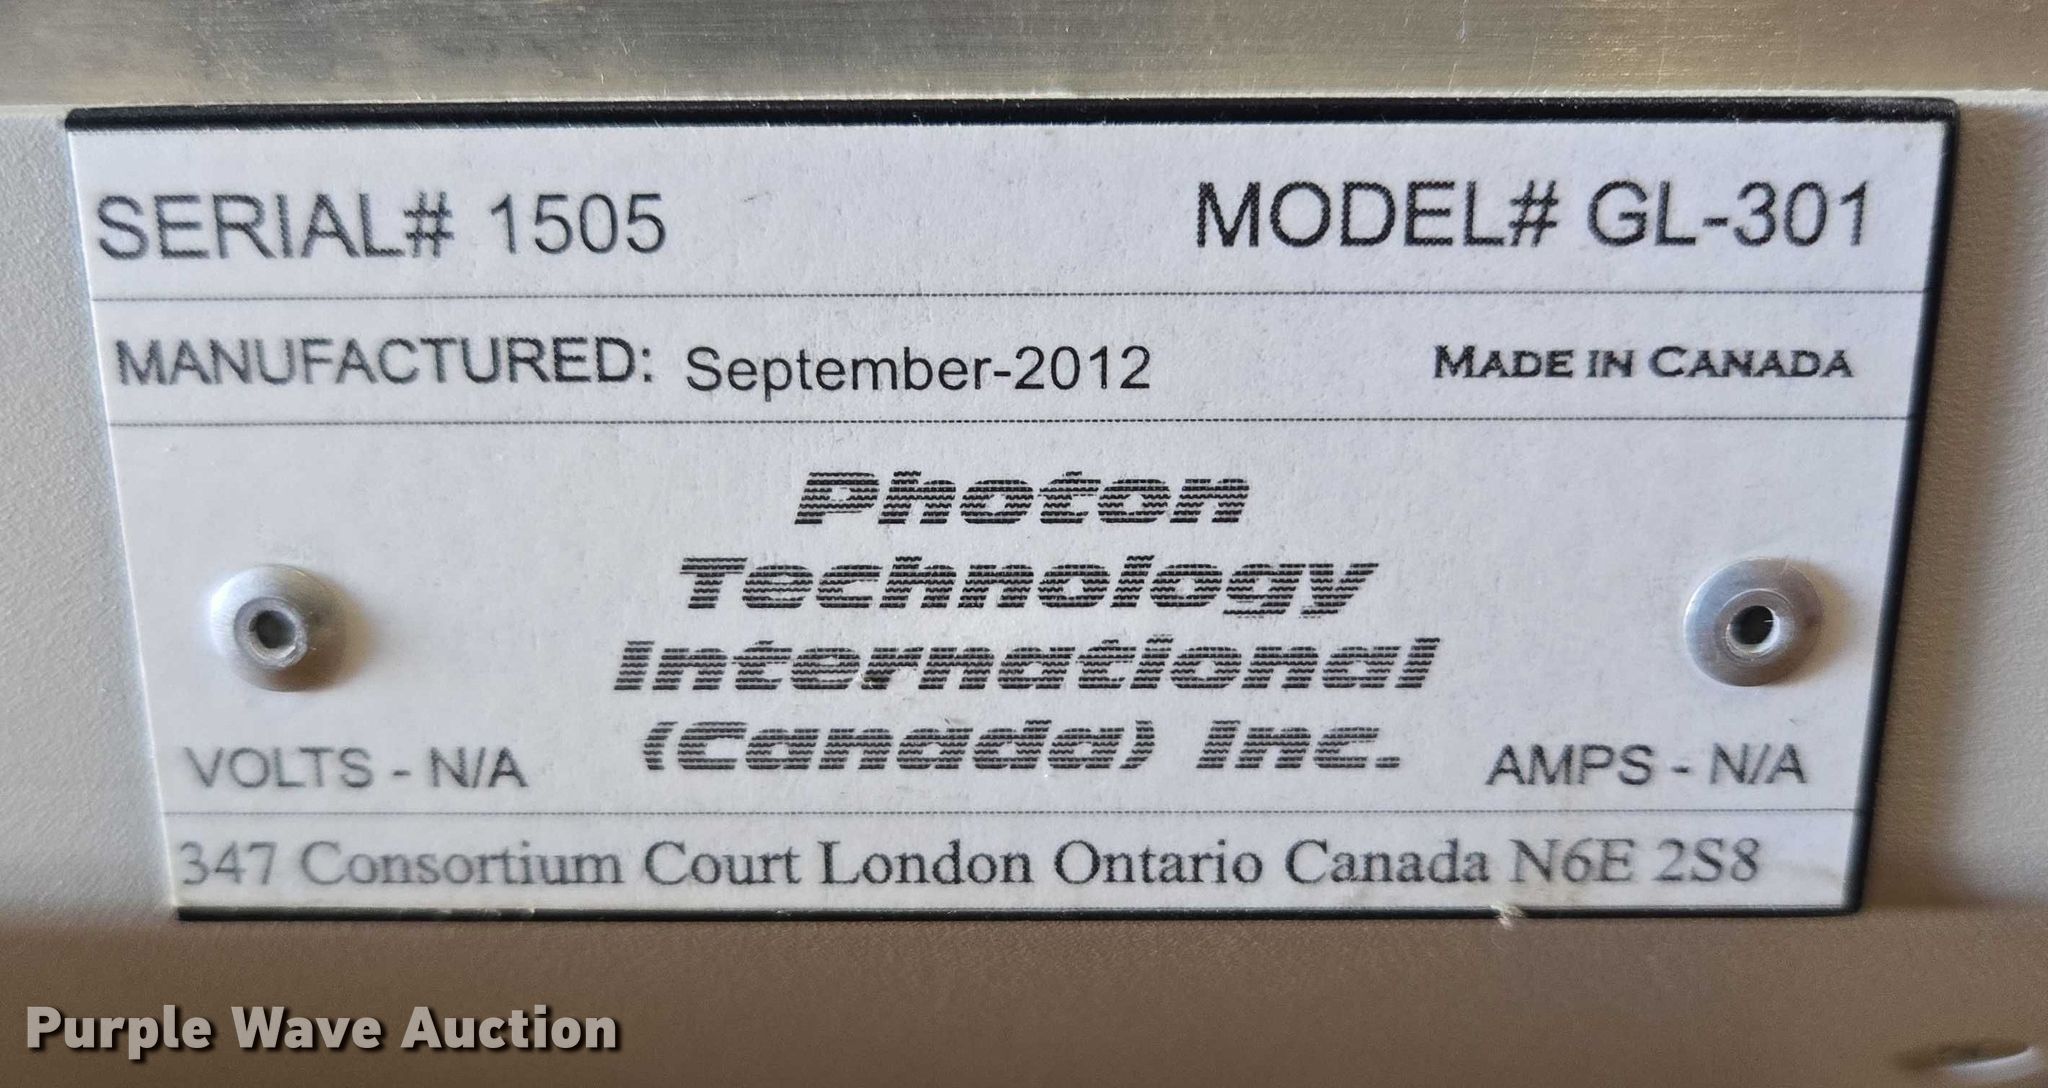 SERIAL# 1505 MODEL# GL-301
MANUFACTURED: September-2012 MADE IN CANADA
Photon
Technology
International
(Canada) Inc.
VOLTS - N/A AMPS - N/A
347 Consortium Court London Ontario Canada N6E 2S8
Purple Wave Auction